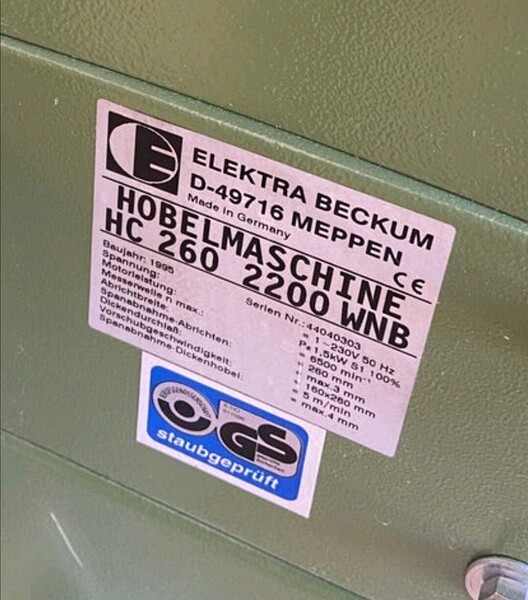 E
ELEKTRA BECKUM
D-49716 MEPPEN
Made in Germany
CE
HOBELMASCHINE
HC 260 2200 WNB
Baujahr: 1995 Serien Nr.: 44040303
Spannung: = 1~230V 50 Hz
Motorleistung: P= 1,5kW S1 100%
Messerwelle n max.: = 6500 min⁻¹
Abrichtbreite: = 260 mm
Spanabnahme-Abrichten: = max.3 mm
Dickendurchlaß: = 160x260 mm
Vorschubgeschwindigkeit: = 5 m/min
Spanabnahme-Dickenhobel: = max.4 mm
GS
staubgeprüft